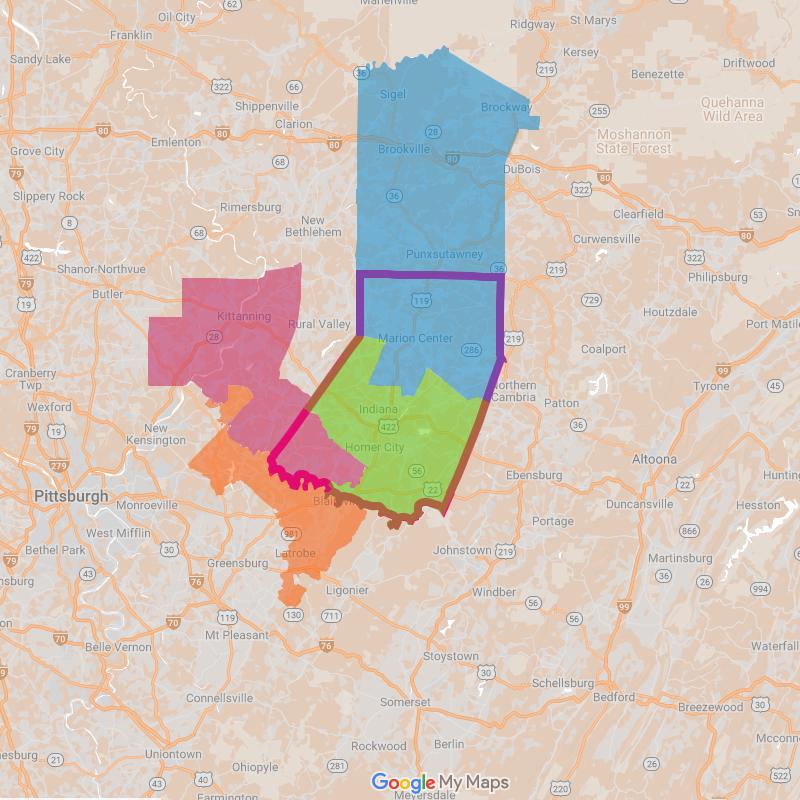 Marienville
Oil City
62
St Marys
Ridgway
Franklin
Kersey
Sandy Lake
36
219
Driftwood
Benezette
322
66
Sigel
Shippenville
Brockway
Quehanna
Wild Area
255
Clarion
Moshannon
State Forest
80
80
28
Grove City
Emlenton
80
Brookville
80
68
DuBois
79
80
Slippery Rock
36
322
Rimersburg
New
Bethlehem
8
Clearfield
53
68
Curwensville
422
Punxsutawney
322
Shanor-Northvue
36
219
Philipsburg
79
Butler
119
729
19
Houtzdale
Kittanning
Rural Valley
Port Matilda
28
Marion Center
219
286
Coalport
Cranberry
Twp
99
Tyrone
45
Northern
Cambria
Wexford
Indiana
Patton
79
19
New
Kensington
422
36
Homer City
279
56
Altoona
Ebensburg
Pittsburgh
22
22
Monroeville
Blairsville
Duncansville
Hesston
West Mifflin
Portage
981
866
Bethel Park
30
Latrobe
Johnstown
219
Martinsburg
43
Greensburg
36
26
76
Ligonier
Windber
994
79
119
130
711
56
56
99
70
70
Mt Pleasant
Belle Vernon
76
Stoystown
30
Schellsburg
Connellsville
Bedford
Somerset
Breezewood
30
Rockwood
Berlin
21
Uniontown
26
Ohiopyle
281
522
43
40
Google My Maps
220
Farmington
Meyersdale